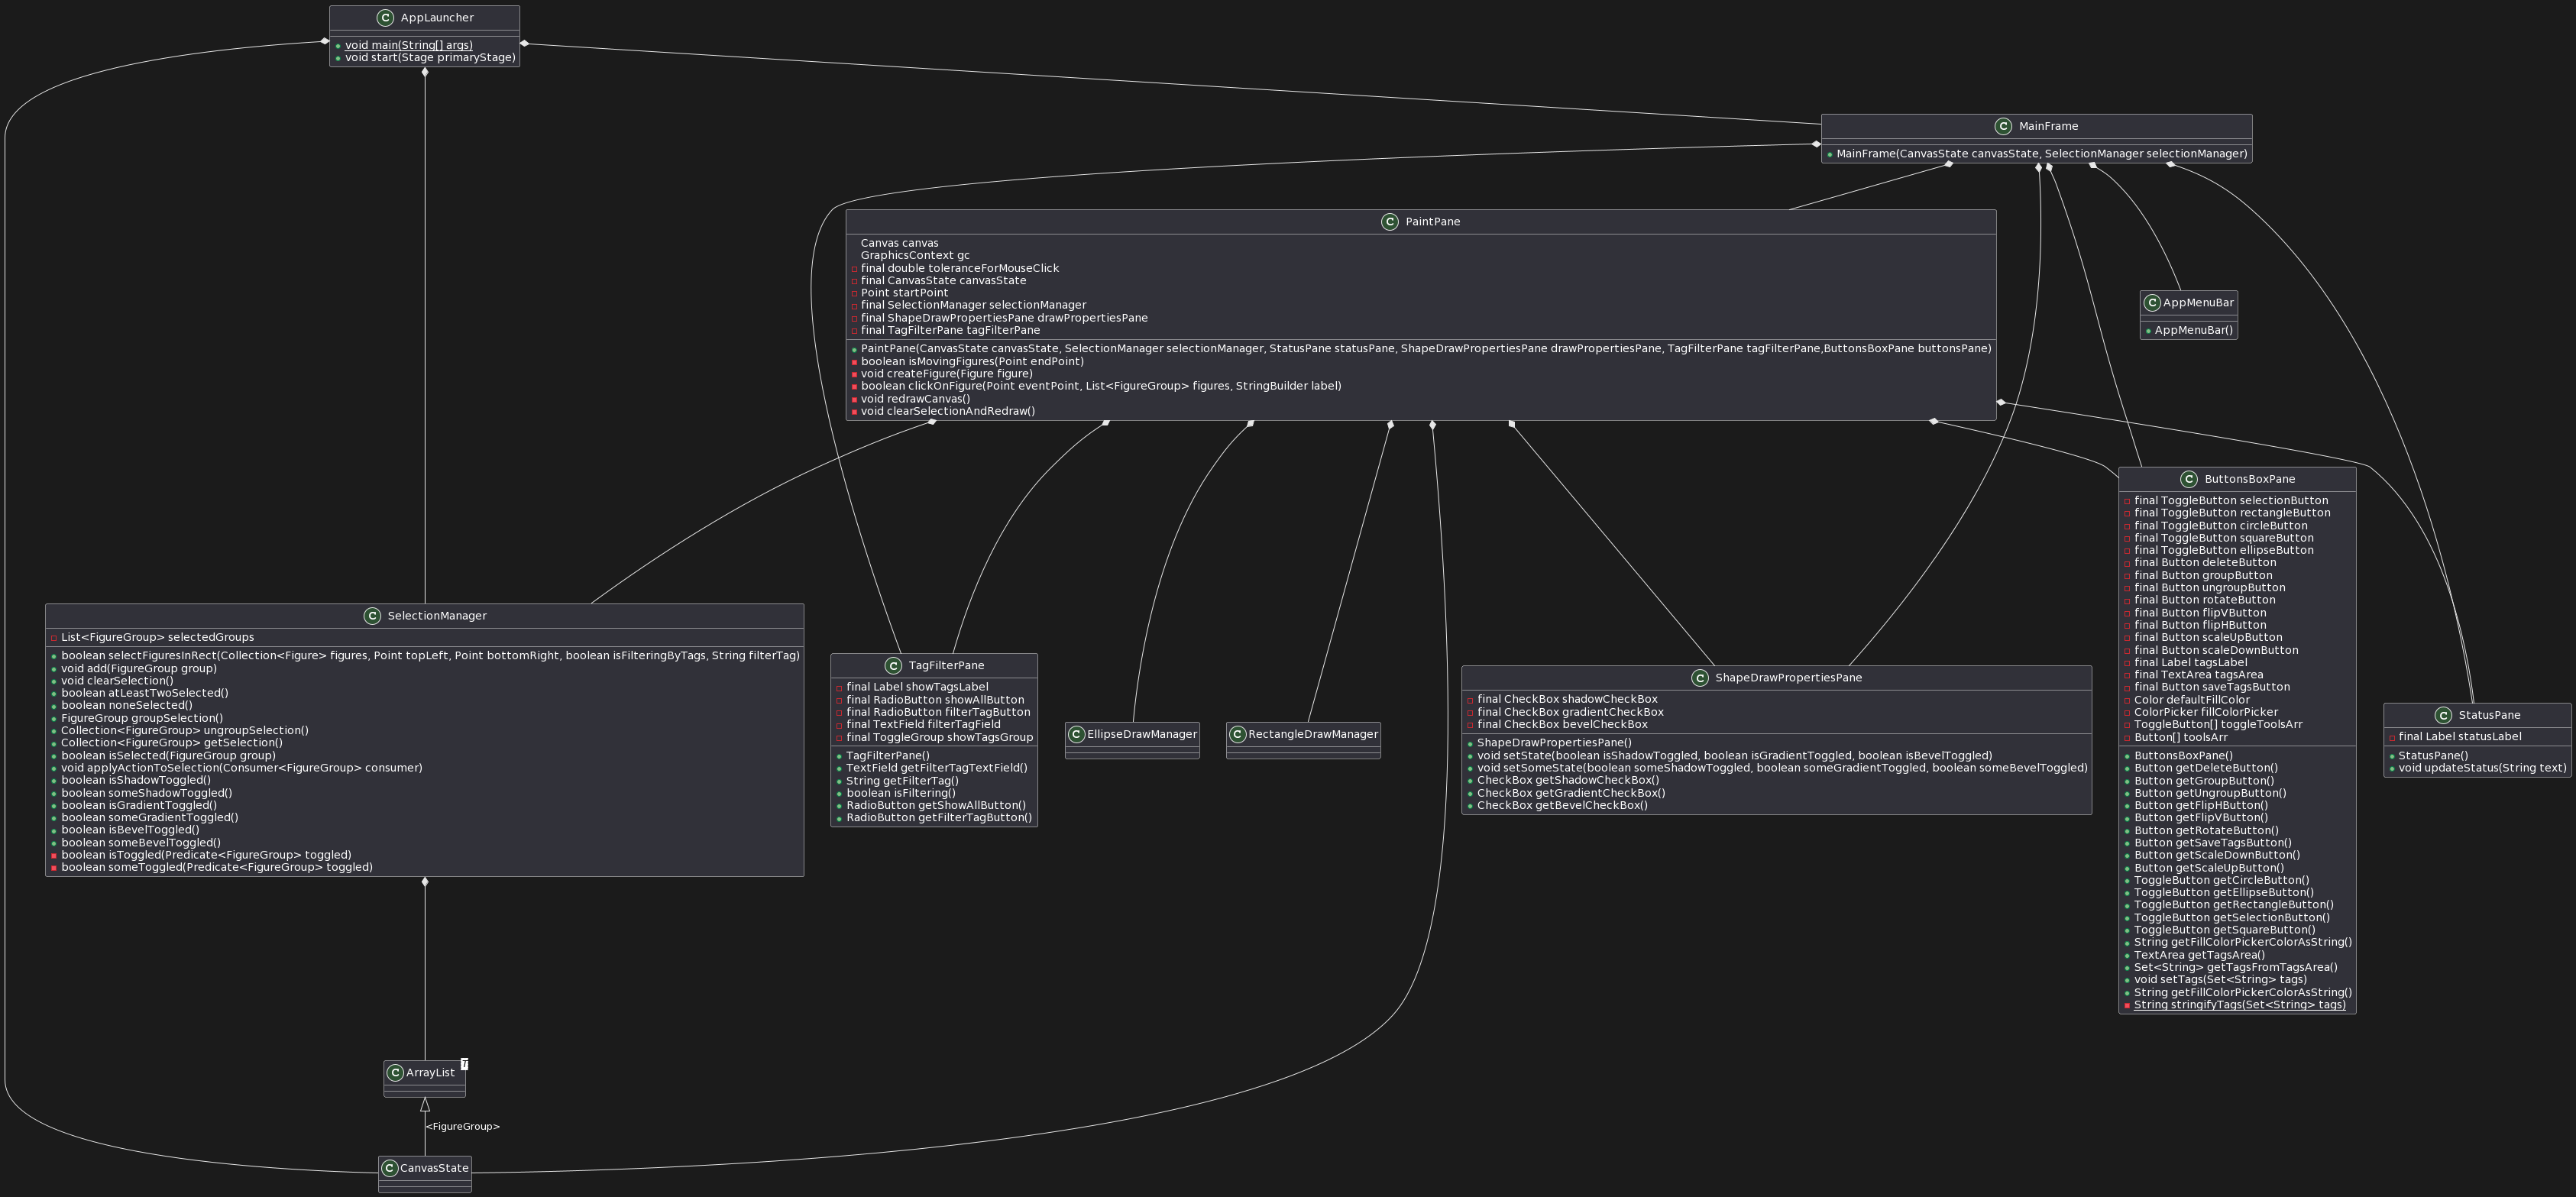 AppLauncher
void main(String[] args)
void start(Stage primaryStage)
MainFrame
MainFrame(CanvasState canvasState, SelectionManager selectionManager)
PaintPane
Canvas canvas
GraphicsContext gc
final double toleranceForMouseClick
final CanvasState canvasState
Point startPoint
final SelectionManager selectionManager
final ShapeDrawPropertiesPane drawPropertiesPane
final TagFilterPane tagFilterPane
PaintPane(CanvasState canvasState, SelectionManager selectionManager, StatusPane statusPane, ShapeDrawPropertiesPane drawPropertiesPane, TagFilterPane tagFilterPane,ButtonsBoxPane buttonsPane)
boolean isMovingFigures(Point endPoint)
void createFigure(Figure figure)
boolean clickOnFigure(Point eventPoint, List<FigureGroup> figures, StringBuilder label)
void redrawCanvas()
void clearSelectionAndRedraw()
AppMenuBar
AppMenuBar()
ButtonsBoxPane
final ToggleButton selectionButton
final ToggleButton rectangleButton
final ToggleButton circleButton
final ToggleButton squareButton
final ToggleButton ellipseButton
final Button deleteButton
final Button groupButton
final Button ungroupButton
final Button rotateButton
final Button flipVButton
final Button flipHButton
final Button scaleUpButton
final Button scaleDownButton
final Label tagsLabel
final TextArea tagsArea
final Button saveTagsButton
Color defaultFillColor
ColorPicker fillColorPicker
ToggleButton[] toggleToolsArr
Button[] toolsArr
ButtonsBoxPane()
Button getDeleteButton()
Button getGroupButton()
Button getUngroupButton()
Button getFlipHButton()
Button getFlipVButton()
Button getRotateButton()
Button getSaveTagsButton()
Button getScaleDownButton()
Button getScaleUpButton()
ToggleButton getCircleButton()
ToggleButton getEllipseButton()
ToggleButton getRectangleButton()
ToggleButton getSelectionButton()
ToggleButton getSquareButton()
String getFillColorPickerColorAsString()
TextArea getTagsArea()
Set<String> getTagsFromTagsArea()
void setTags(Set<String> tags)
String getFillColorPickerColorAsString()
String stringifyTags(Set<String> tags)
SelectionManager
List<FigureGroup> selectedGroups
boolean selectFiguresInRect(Collection<Figure> figures, Point topLeft, Point bottomRight, boolean isFilteringByTags, String filterTag)
void add(FigureGroup group)
void clearSelection()
boolean atLeastTwoSelected()
boolean noneSelected()
FigureGroup groupSelection()
Collection<FigureGroup> ungroupSelection()
Collection<FigureGroup> getSelection()
boolean isSelected(FigureGroup group)
void applyActionToSelection(Consumer<FigureGroup> consumer)
boolean isShadowToggled()
boolean someShadowToggled()
boolean isGradientToggled()
boolean someGradientToggled()
boolean isBevelToggled()
boolean someBevelToggled()
boolean isToggled(Predicate<FigureGroup> toggled)
boolean someToggled(Predicate<FigureGroup> toggled)
TagFilterPane
final Label showTagsLabel
final RadioButton showAllButton
final RadioButton filterTagButton
final TextField filterTagField
final ToggleGroup showTagsGroup
TagFilterPane()
TextField getFilterTagTextField()
String getFilterTag()
boolean isFiltering()
RadioButton getShowAllButton()
RadioButton getFilterTagButton()
EllipseDrawManager
RectangleDrawManager
ShapeDrawPropertiesPane
final CheckBox shadowCheckBox
final CheckBox gradientCheckBox
final CheckBox bevelCheckBox
ShapeDrawPropertiesPane()
void setState(boolean isShadowToggled, boolean isGradientToggled, boolean isBevelToggled)
void setSomeState(boolean someShadowToggled, boolean someGradientToggled, boolean someBevelToggled)
CheckBox getShadowCheckBox()
CheckBox getGradientCheckBox()
CheckBox getBevelCheckBox()
StatusPane
final Label statusLabel
StatusPane()
void updateStatus(String text)
ArrayList
T
<FigureGroup>
CanvasState